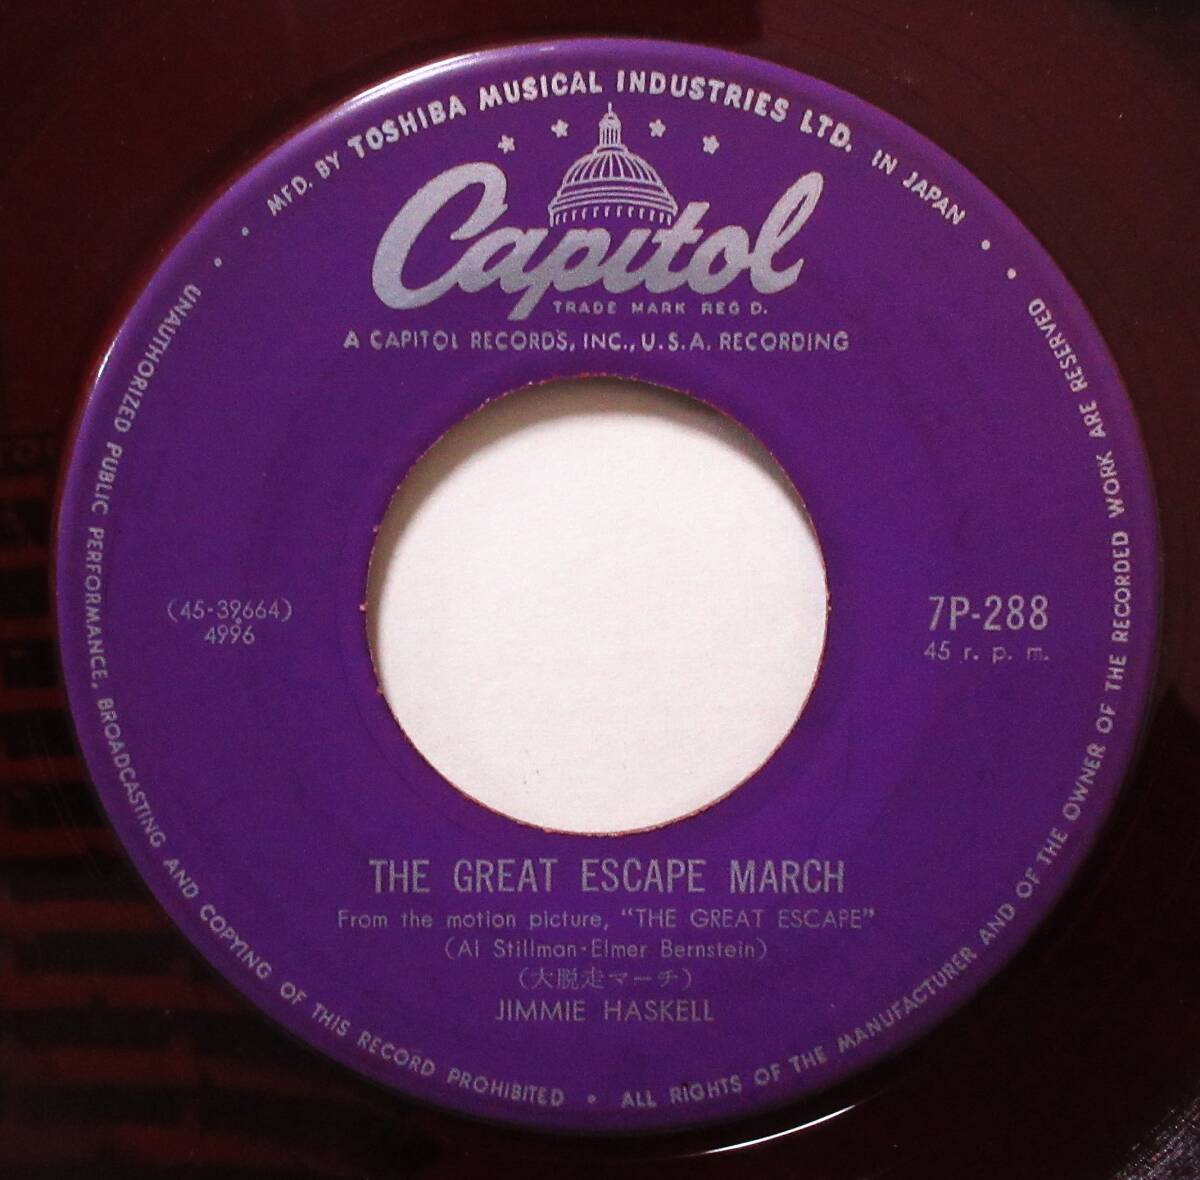 MFD. BY TOSHIBA MUSICAL INDUSTRIES LTD. IN JAPAN
Capitol
TRADE MARK REG D.
A CAPITOL RECORDS, INC., U.S.A. RECORDING
(45-39664)
4996
7P-288
45 r. p. m.
THE GREAT ESCAPE MARCH
From the motion picture, "THE GREAT ESCAPE"
(Al Stillman-Elmer Bernstein)
(大脱走マーチ)
JIMMIE HASKELL
UNAUTHORIZED PUBLIC PERFORMANCE, BROADCASTING AND COPYING OF THIS RECORD PROHIBITED • ALL RIGHTS OF THE MANUFACTURER AND OF THE OWNER OF THE RECORDED WORK ARE RESERVED